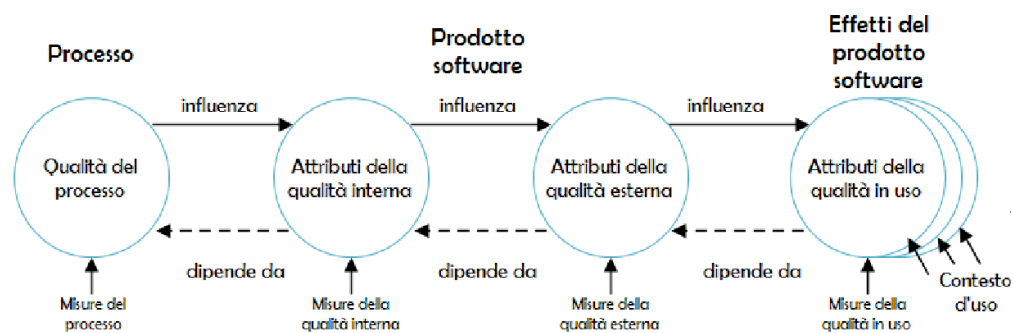 Processo
Prodotto
software
Effetti del
prodotto
software
influenza
influenza
influenza
Qualità del
processo
Attributi della
qualità interna
Attributi della
qualità esterna
Attributi della
qualità in uso
dipende da
dipende da
dipende da
Misure del
processo
Misure della
qualità interna
Misure della
qualità esterna
Misure della
qualità in uso
Contesto
d'uso